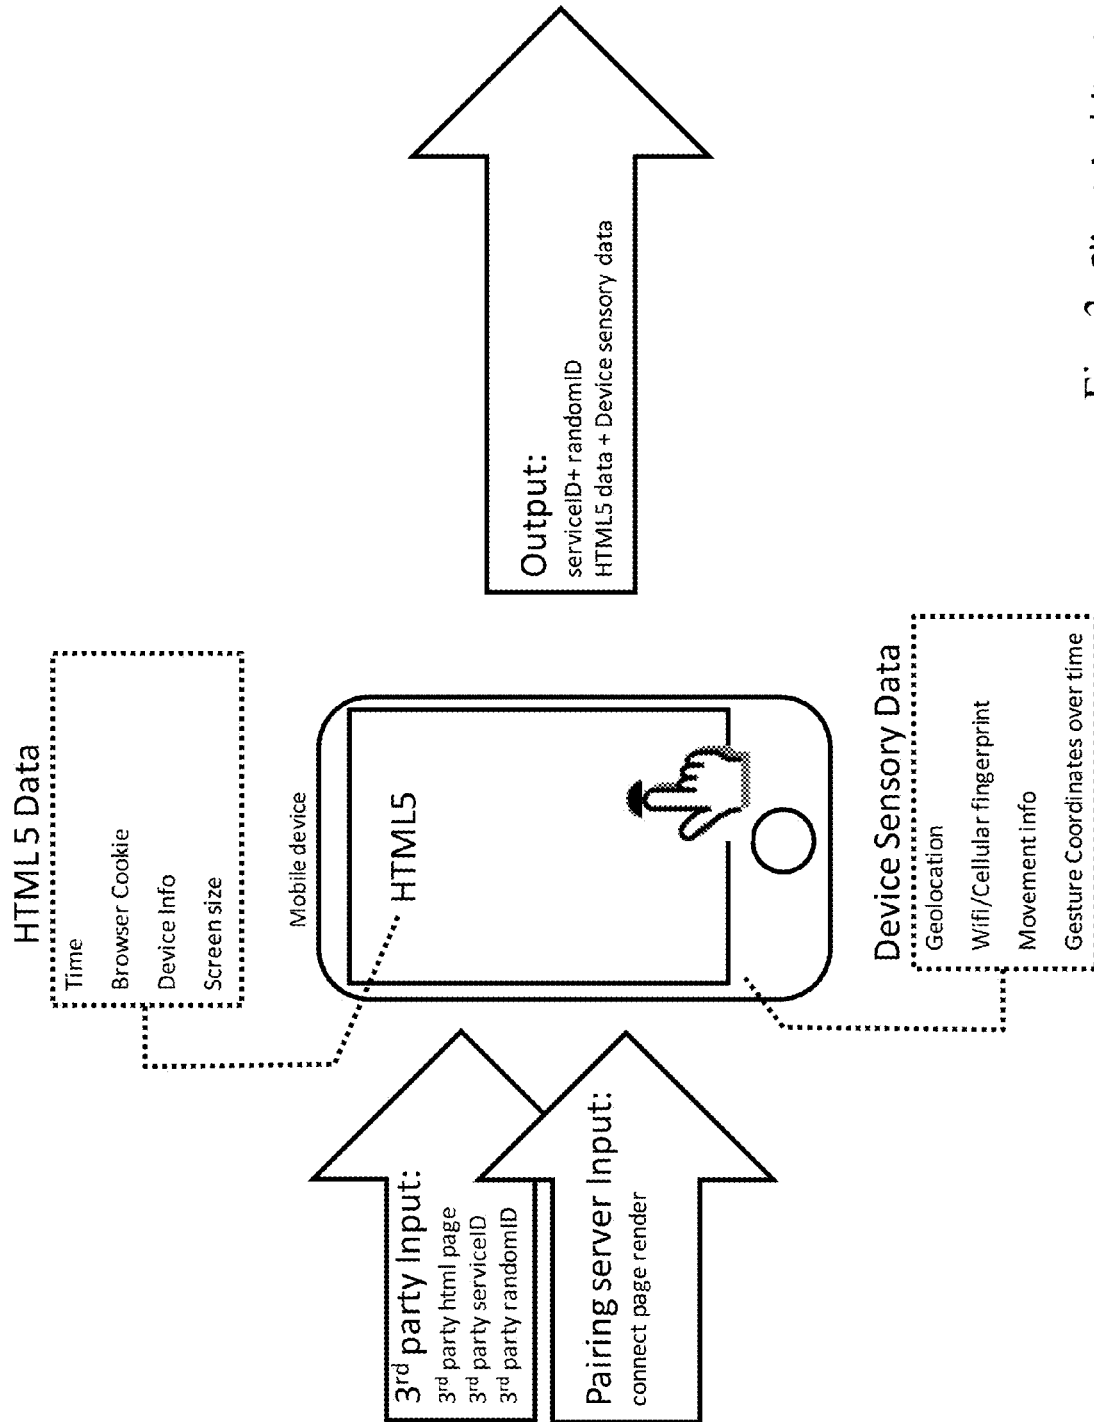 HTML5 Data
Time
Browser Cookie
Device Info
Screen size
3rd party Input:
3rd party html page
3rd party serviceID
3rd party randomID
Pairing server Input:
connect page render
Mobile device
HTML5
Output:
serviceID+ randomID
HTML5 data + Device sensory data
Device Sensory Data
Geolocation
Wifi/Cellular fingerprint
Movement info
Gesture Coordinates over time